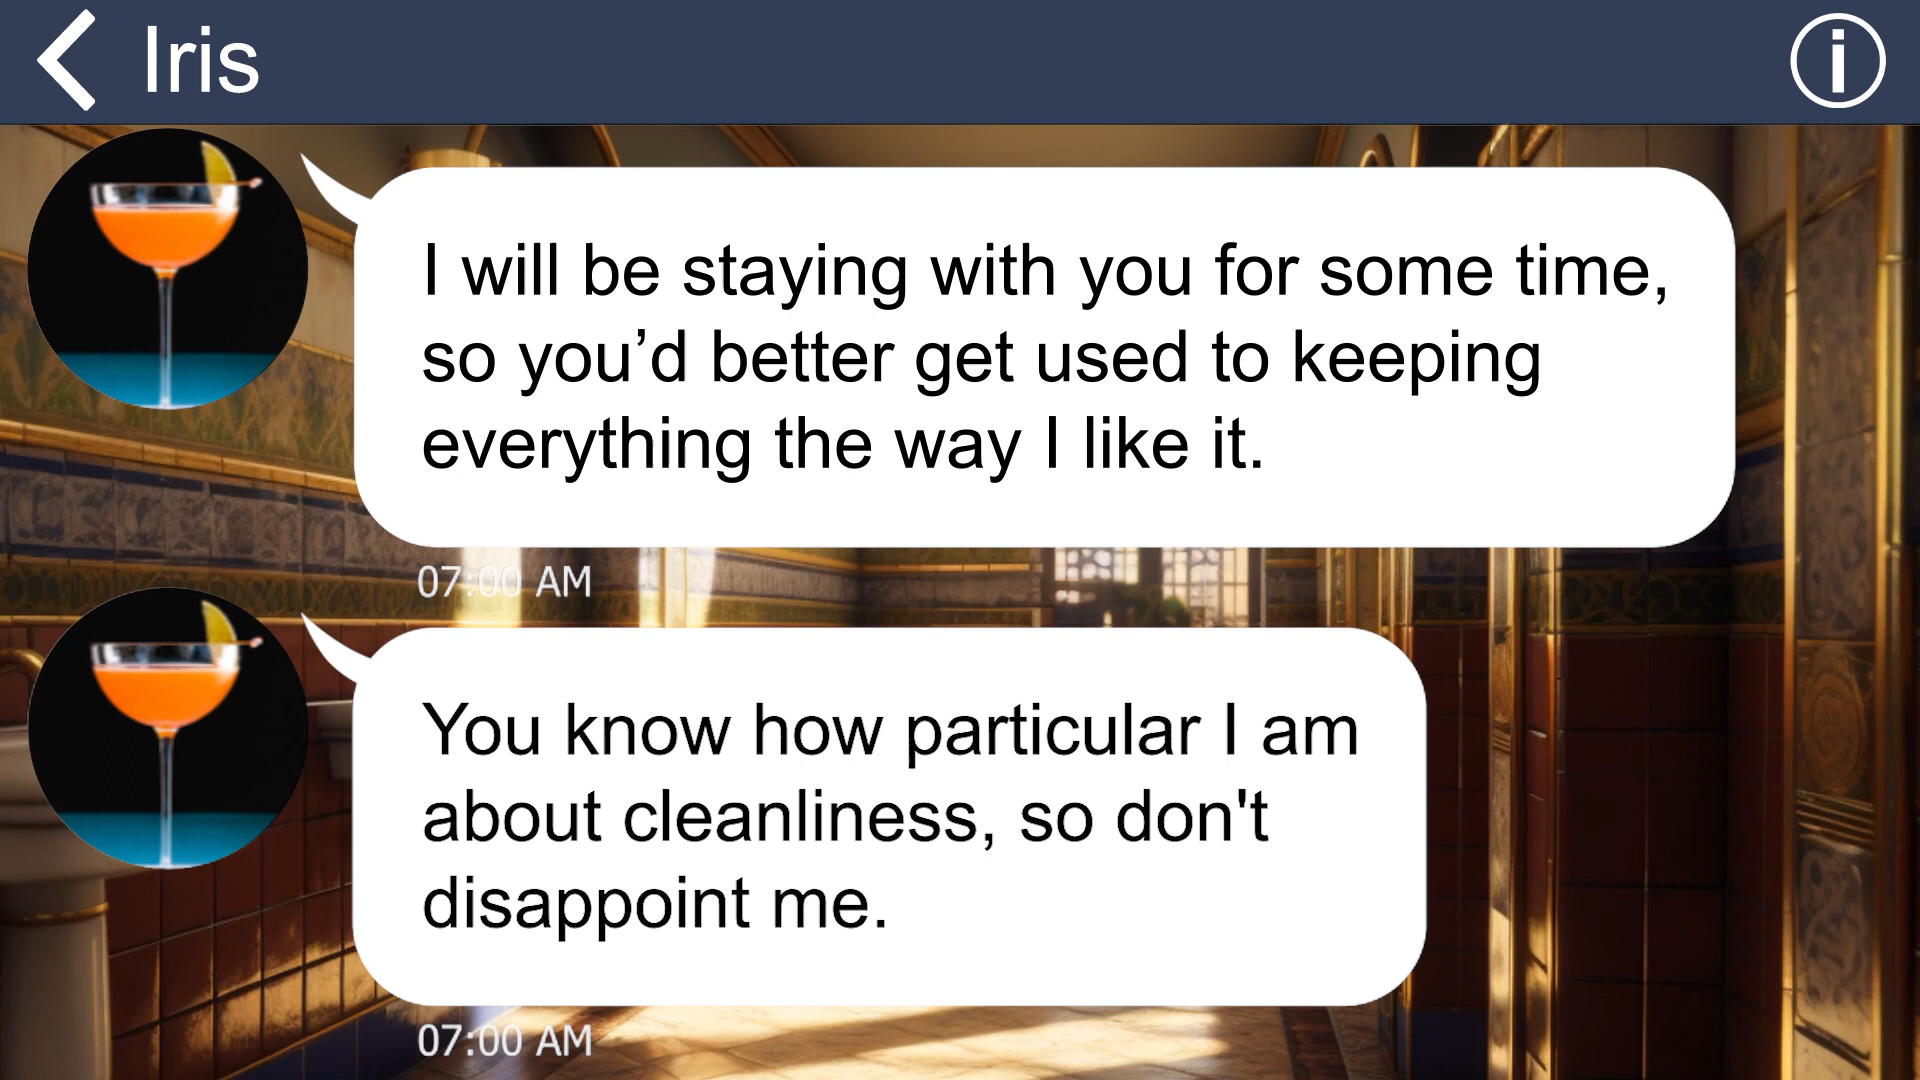 Iris
I will be staying with you for some time,
so you’d better get used to keeping
everything the way I like it.
07:00 AM
You know how particular I am
about cleanliness, so don't
disappoint me.
07:00 AM